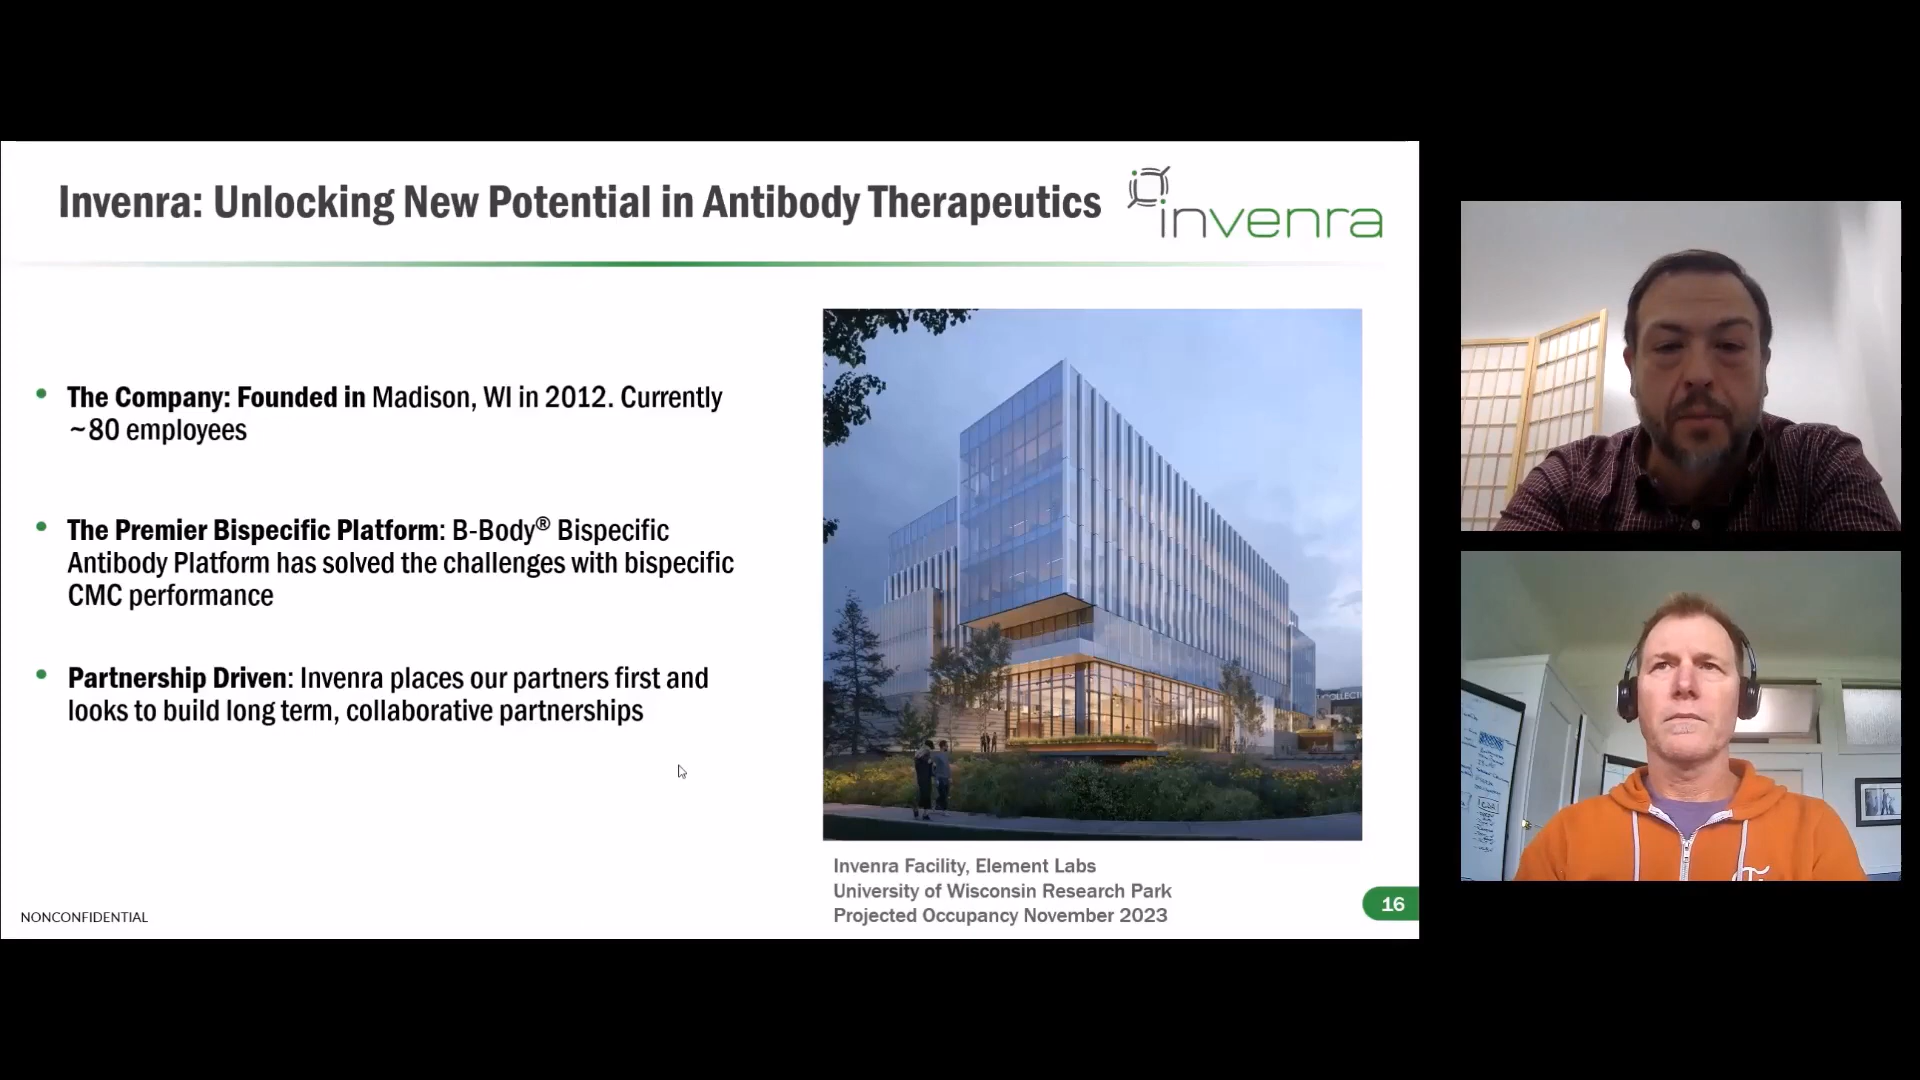 Invenra: Unlocking New Potential in Antibody Therapeutics
invenra
• The Company: Founded in Madison, WI in 2012. Currently
~80 employees
• The Premier Bispecific Platform: B-Body® Bispecific
Antibody Platform has solved the challenges with bispecific
CMC performance
• Partnership Driven: Invenra places our partners first and
looks to build long term, collaborative partnerships
Invenra Facility, Element Labs
University of Wisconsin Research Park
Projected Occupancy November 2023
NONCONFIDENTIAL
16